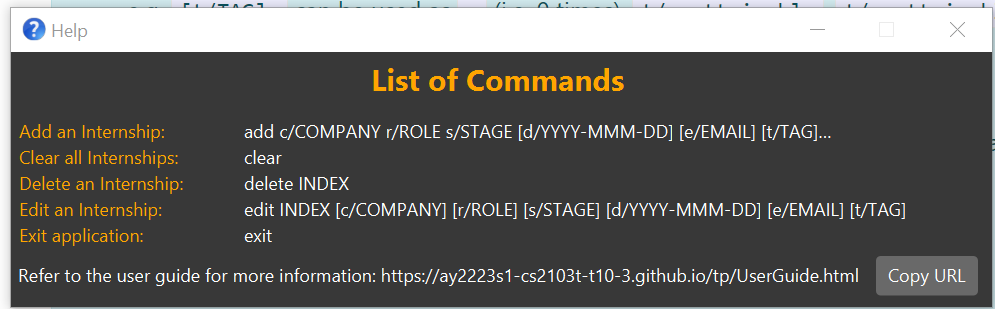 Help
List of Commands
Add an Internship: add c/COMPANY r/ROLE s/STAGE [d/YYYY-MMM-DD] [e/EMAIL] [t/TAG]...
Clear all Internships: clear
Delete an Internship: delete INDEX
Edit an Internship: edit INDEX [c/COMPANY] [r/ROLE] [s/STAGE] [d/YYYY-MMM-DD] [e/EMAIL] [t/TAG]
Exit application: exit
Refer to the user guide for more information: https://ay2223s1-cs2103t-t10-3.github.io/tp/UserGuide.html Copy URL